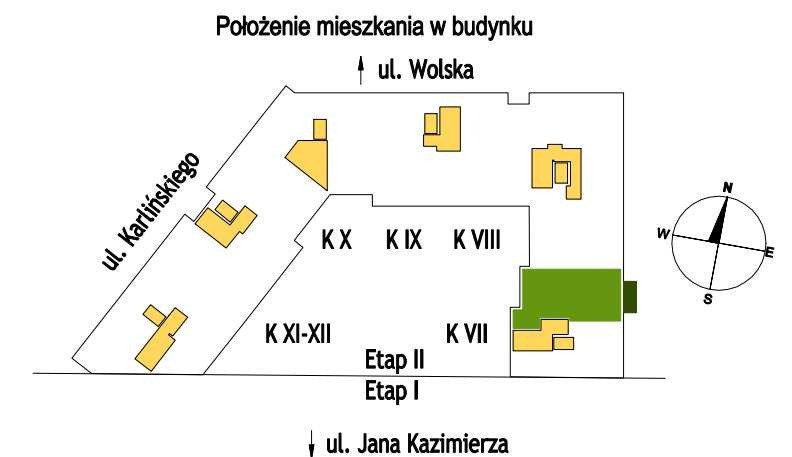 Położenie mieszkania w budynku
ul. Wolska
ul. Karlińskiego
N
W
E
S
K X
K IX
K VIII
K XI-XII
K VII
Etap II
Etap I
ul. Jana Kazimierza